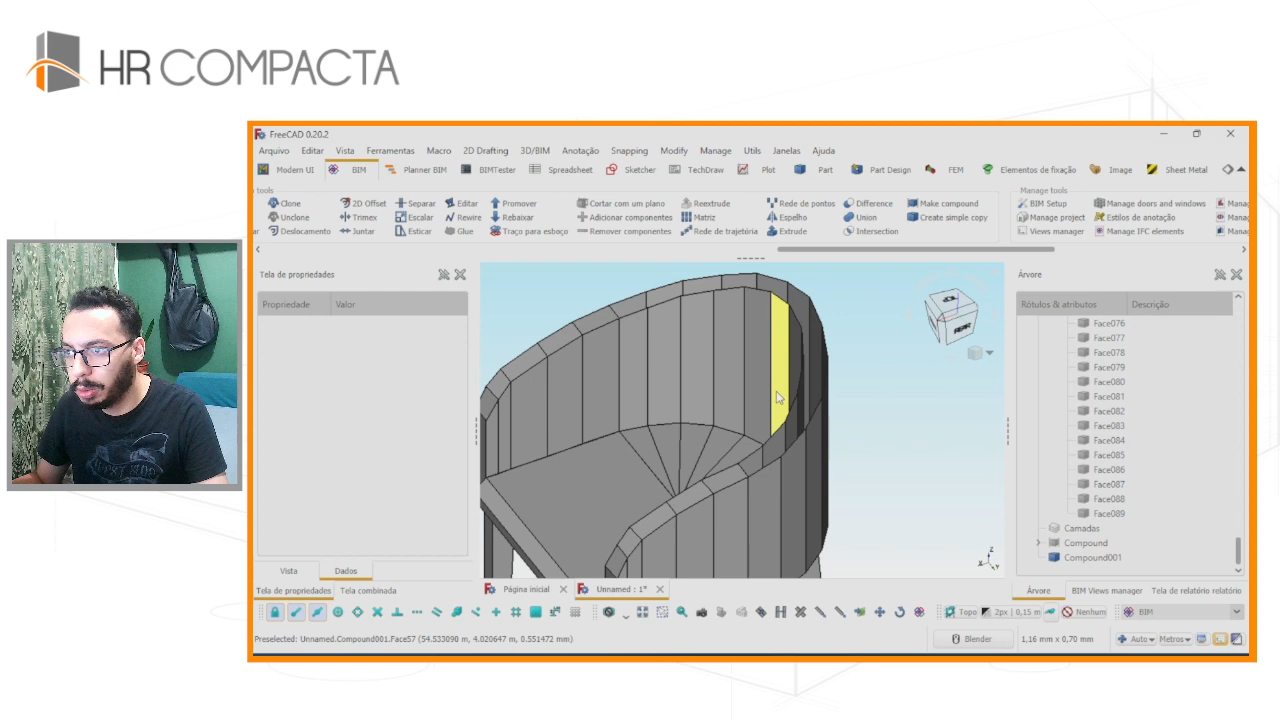 HR COMPACTA
FreeCAD 0.20.2
Arquivo Editar Vista Ferramentas Macro 2D Drafting 3D/BIM Anotação Snapping Modify Manage Utils Janelas Ajuda
Modern UI BIM Planner BIM BIMTester Spreadsheet Sketcher TechDraw Plot Part Part Design FEM Elementos de fixação Image Sheet Metal
tools Manage tools
Clone 2D Offset Separar Editar Promover Cortar com um plano Reextrude Rede de pontos Difference Make compound BIM Setup Manage doors and windows Manag
Unclone Trimex Escalar Rewire Rebaixar Adicionar componentes Matriz Espelho Union Create simple copy Manage project Estilos de anotação Manag
ar Deslocamento Juntar Esticar Glue Traço para esboço Remover componentes Rede de trajetória Extrude Intersection Views manager Manage IFC elements Manag
Tela de propriedades Árvore
Propriedade Valor Rótulos & atributos Descrição
REAR
Face076
Face077
Face078
Face079
Face080
Face081
Face082
Face083
Face084
Face085
Face086
Face087
Face088
Face089
Camadas
Compound
Compound001
Z
Y
X
Vista Dados
Tela de propriedades Tela combinada Página inicial Unnamed : 1* Árvore BIM Views manager Tela de relatório relatório
Topo 2px | 0,15 m Nenhum BIM
Preselected: Unnamed.Compound001.Face57 (54.533090 m, 4.020647 m, 0.551472 mm) Blender 1,16 mm x 0,70 mm Auto Metros